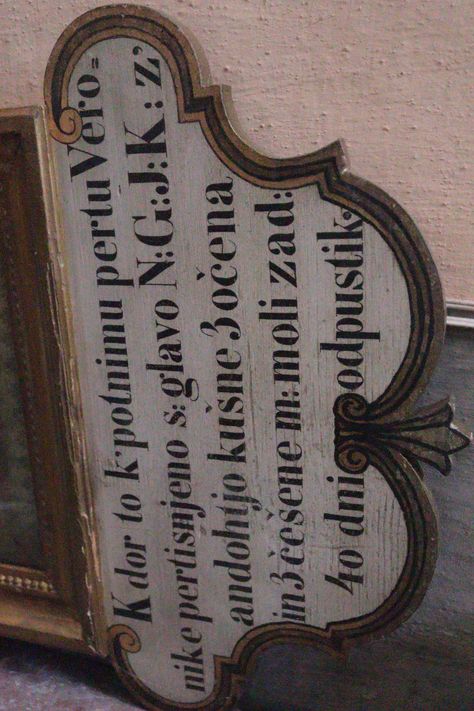 K dor to k'potnimu pertu Vero=
nike pertisnjeno s: glavo N: G: J: K: z'
andohtjo kušne 3 očena
in 3 češene m: moli zad:
40 dni odpustik: